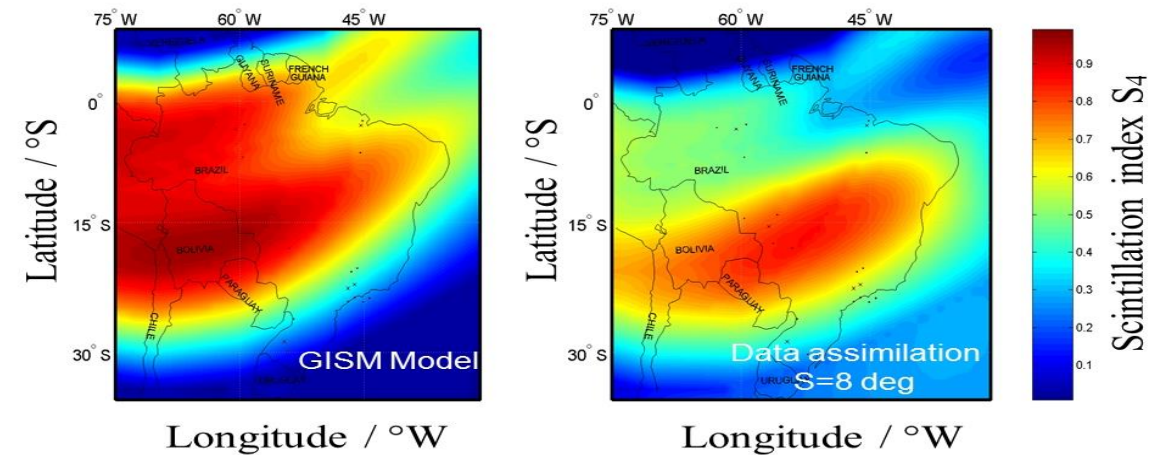 75° W 60° W 45° W
75° W 60° W 45° W
0°
15° S
30° S
Latitude / °S
GUYANA
SURINAME
FRENCH
GUIANA
BRAZIL
BOLIVIA
PARAGUAY
CHILE
GISM Model
Longitude / °W
0°
15° S
30° S
Latitude / °S
SURINAME
FRENCH
GUIANA
BRAZIL
BOLIVIA
PARAGUAY
CHILE
Data assimilation
S=8 deg
Longitude / °W
0.9
0.8
0.7
0.6
0.5
0.4
0.3
0.2
0.1
Scintillation index S₄